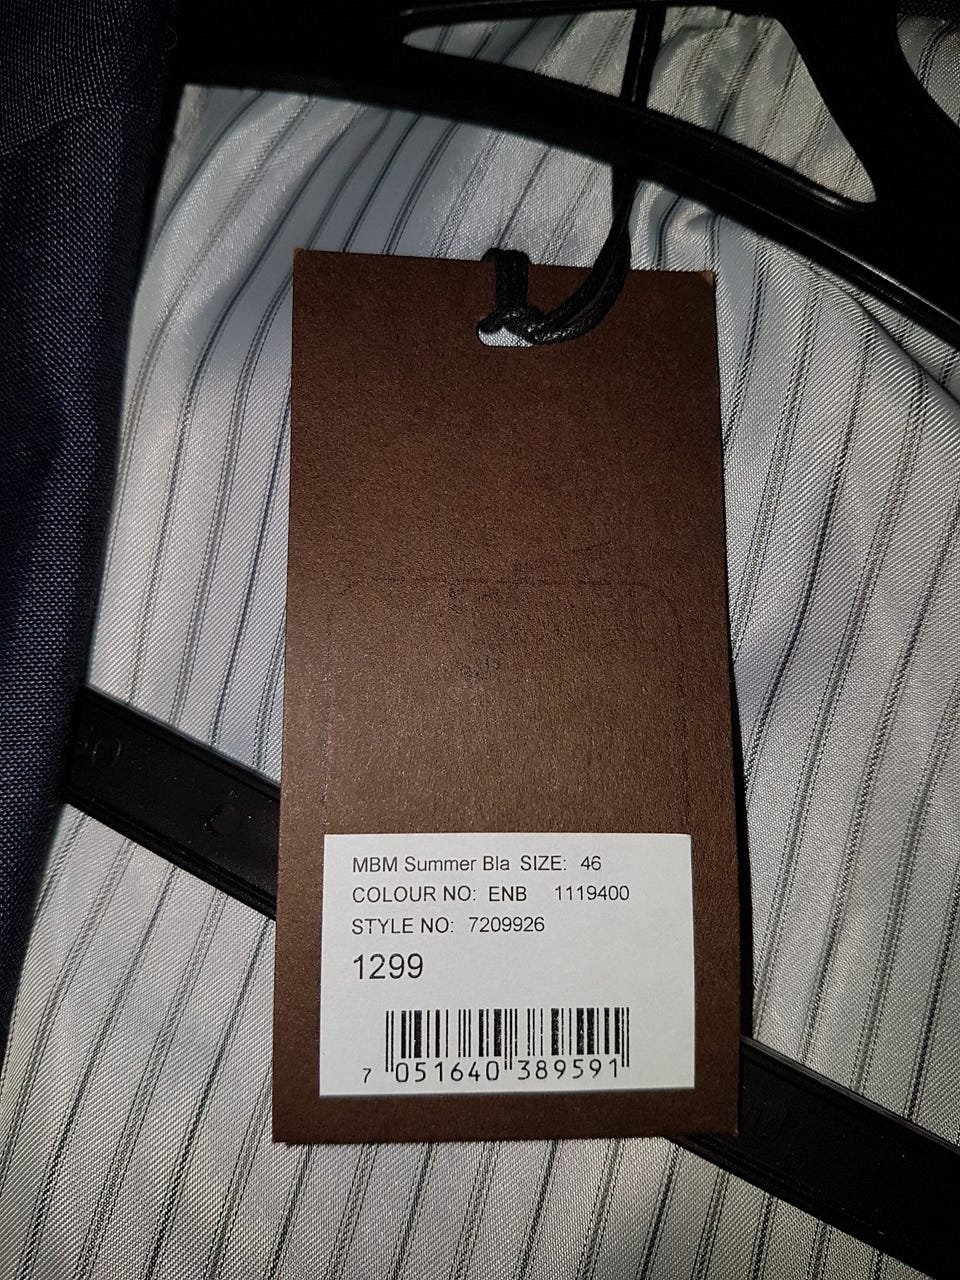 MBM Summer Bla SIZE: 46
COLOUR NO: ENB 1119400
STYLE NO: 7209926
1299
7 051640 389591